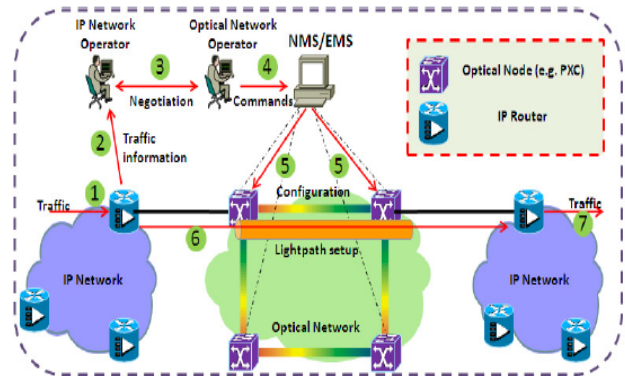 IP Network
Operator
Optical Network
Operator
NMS/EMS
3
4
Negotiation
Commands
Optical Node (e.g. PXC)
IP Router
2
Traffic
Information
5
5
1
Configuration
Traffic
Traffic
6
7
Lightpath setup
IP Network
IP Network
Optical Network